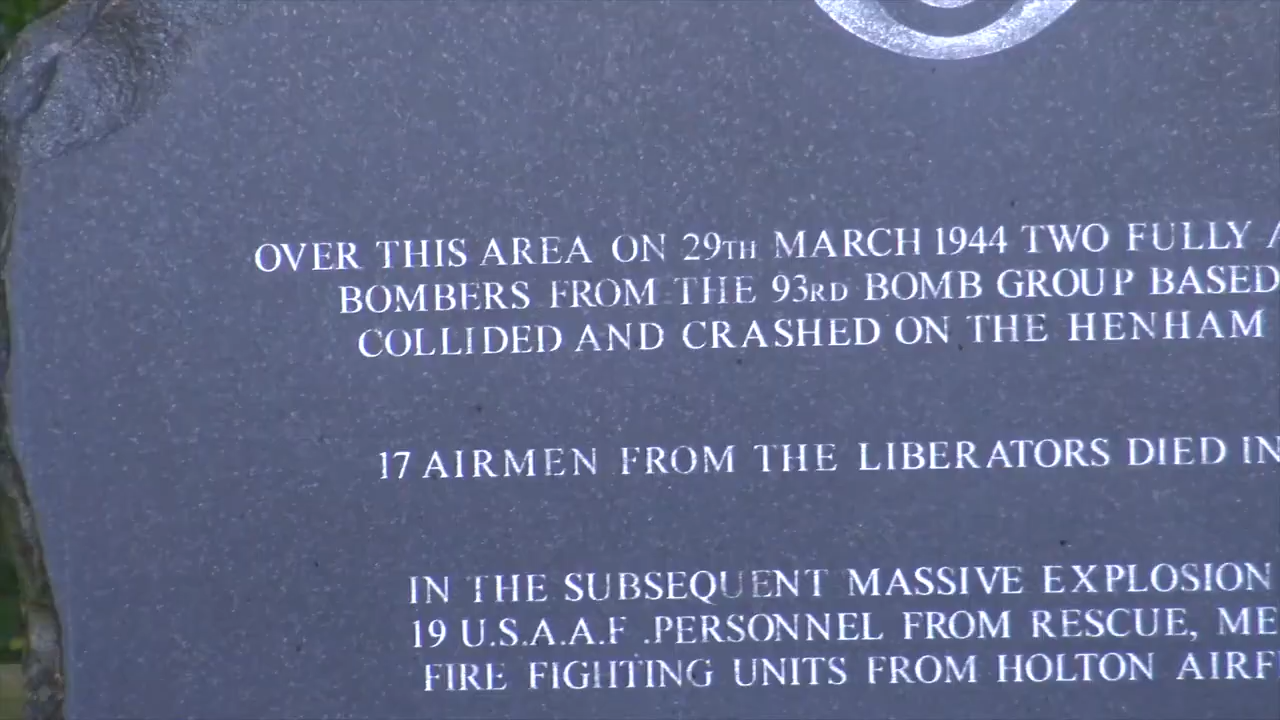 OVER THIS AREA ON 29TH MARCH 1944 TWO FULLY
BOMBERS FROM THE 93RD BOMB GROUP BASED
COLLIDED AND CRASHED ON THE HENHAM
17 AIRMEN FROM THE LIBERATORS DIED IN
IN THE SUBSEQUENT MASSIVE EXPLOSION
19 U.S.A.A.F .PERSONNEL FROM RESCUE, ME
FIRE FIGHTING UNITS FROM HOLTON AIRF